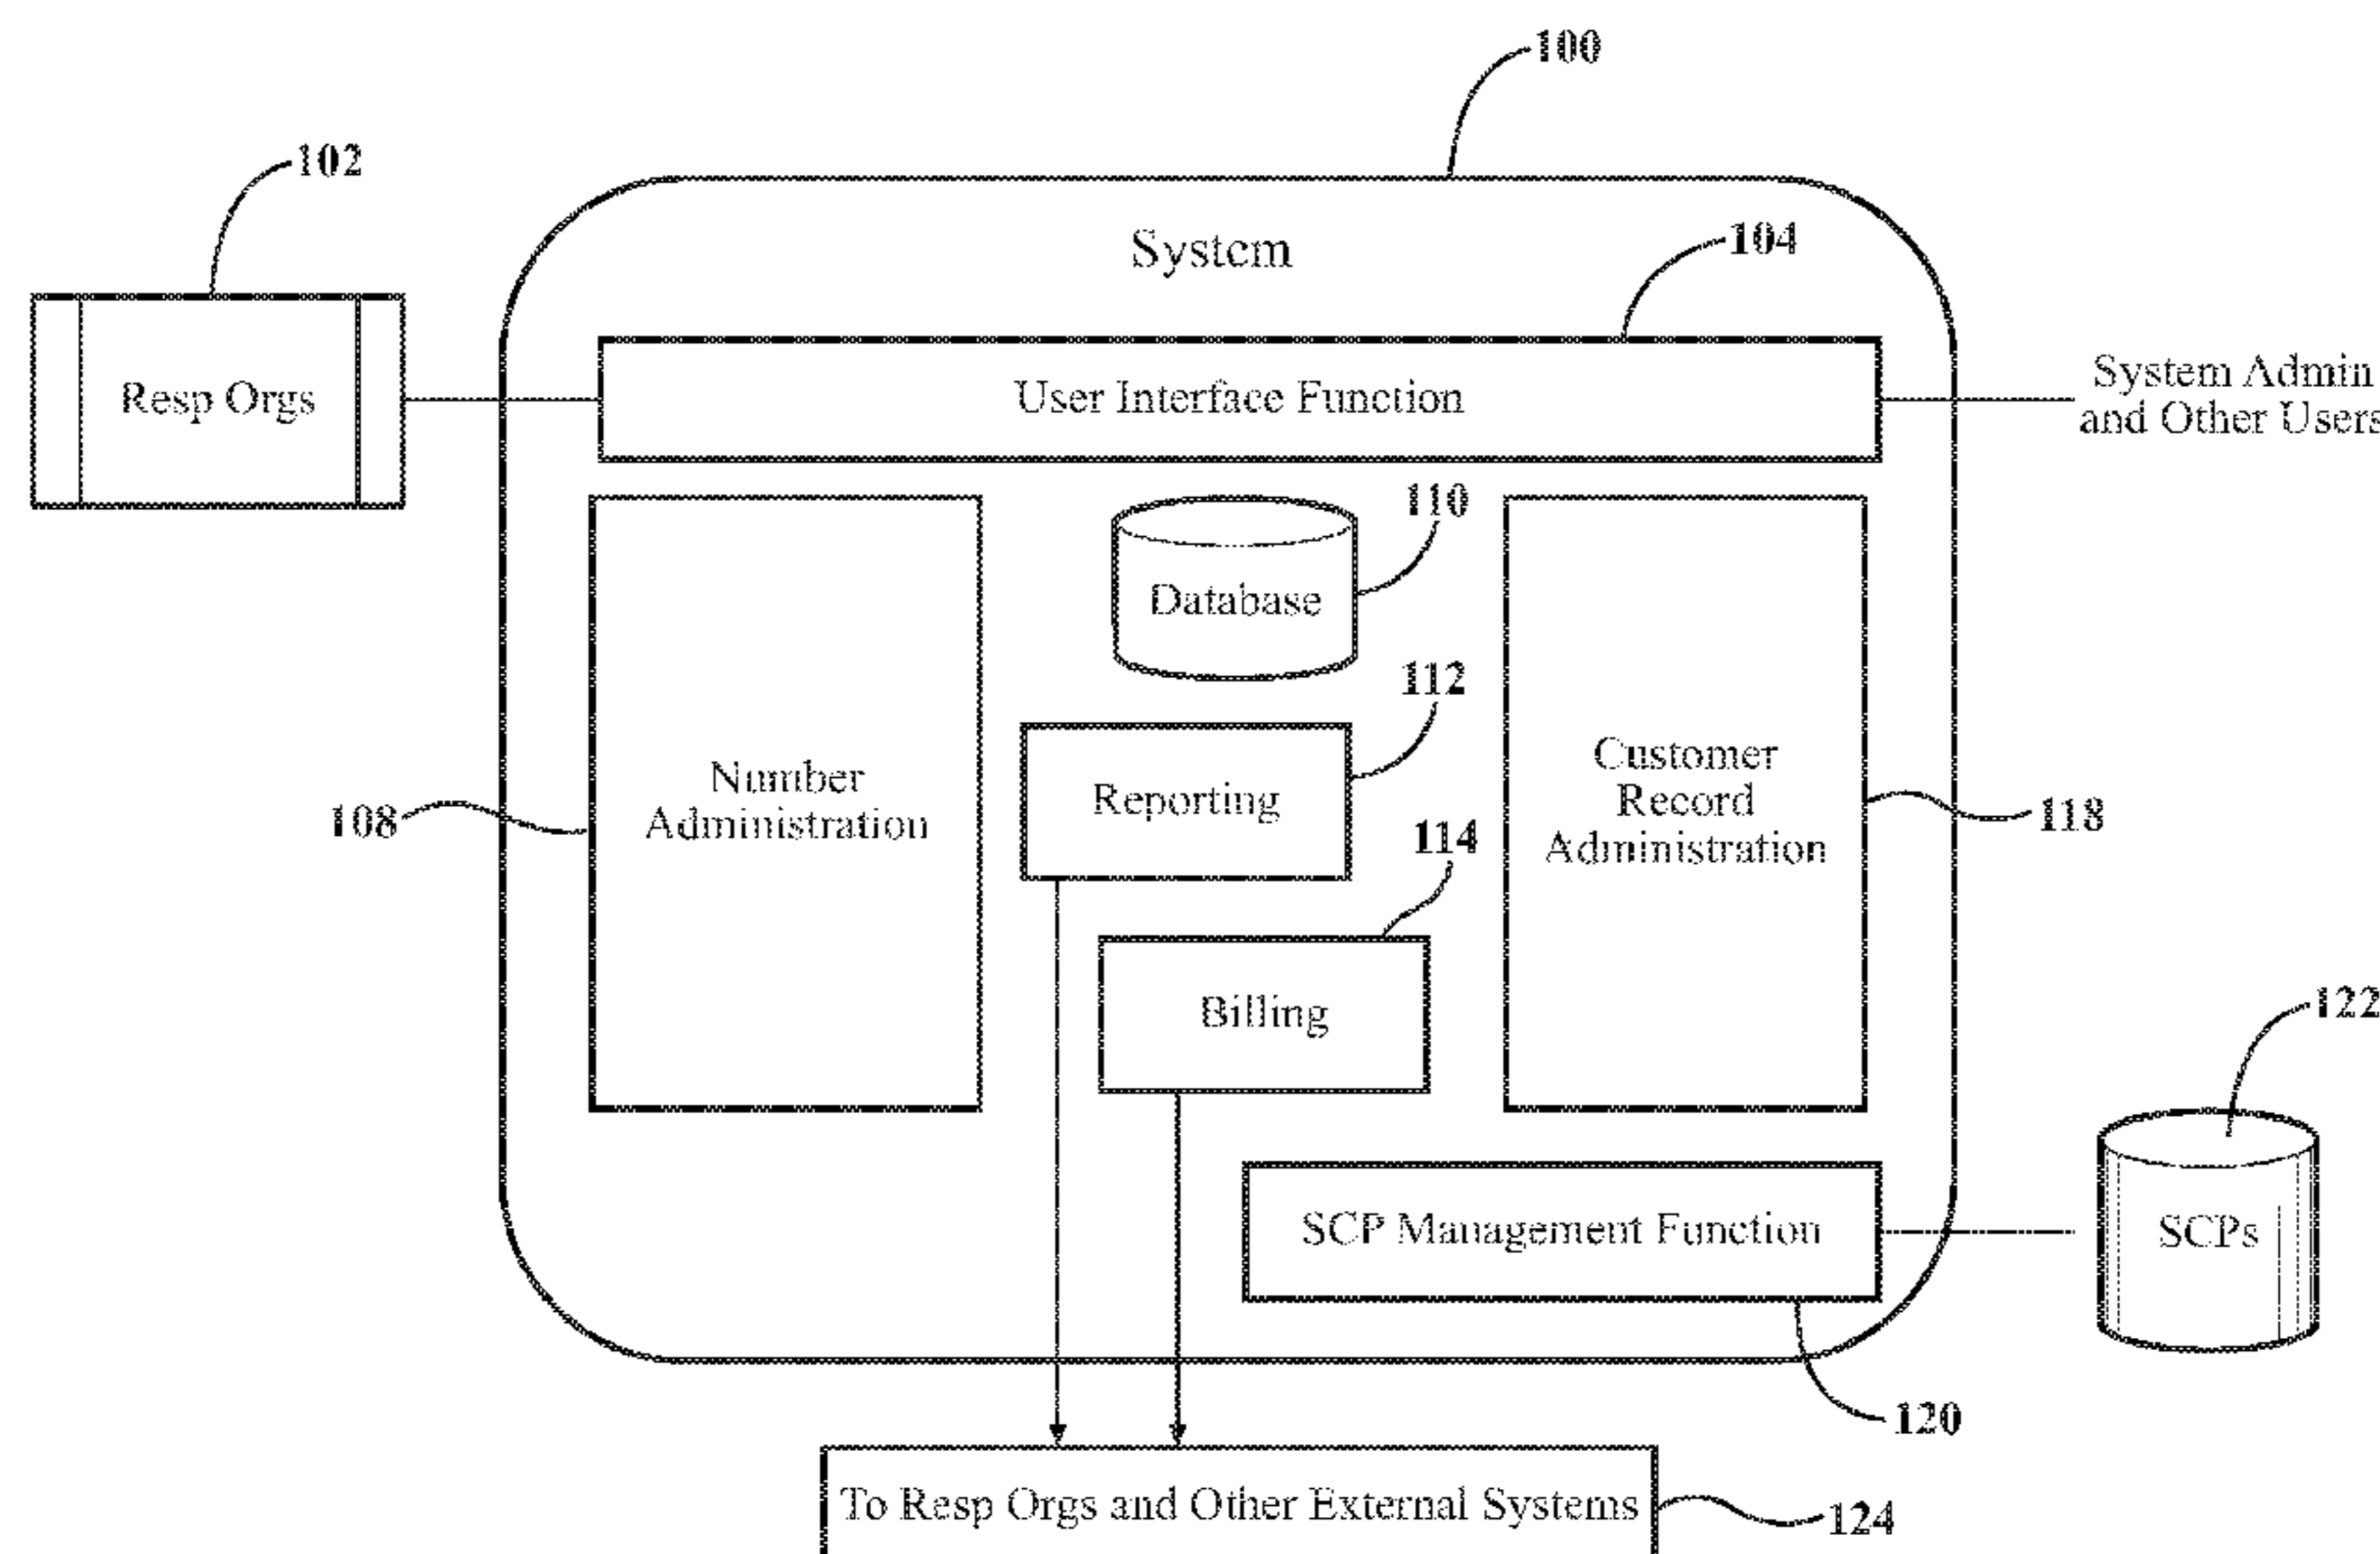 100
102
System
104
Resp Orgs
User Interface Function
System Admin
and Other Users
110
Database
112
Number
Administration
Reporting
Customer
Record
Administration
108
118
114
Billing
122
SCP Management Function
SCPs
120
To Resp Orgs and Other External Systems
124